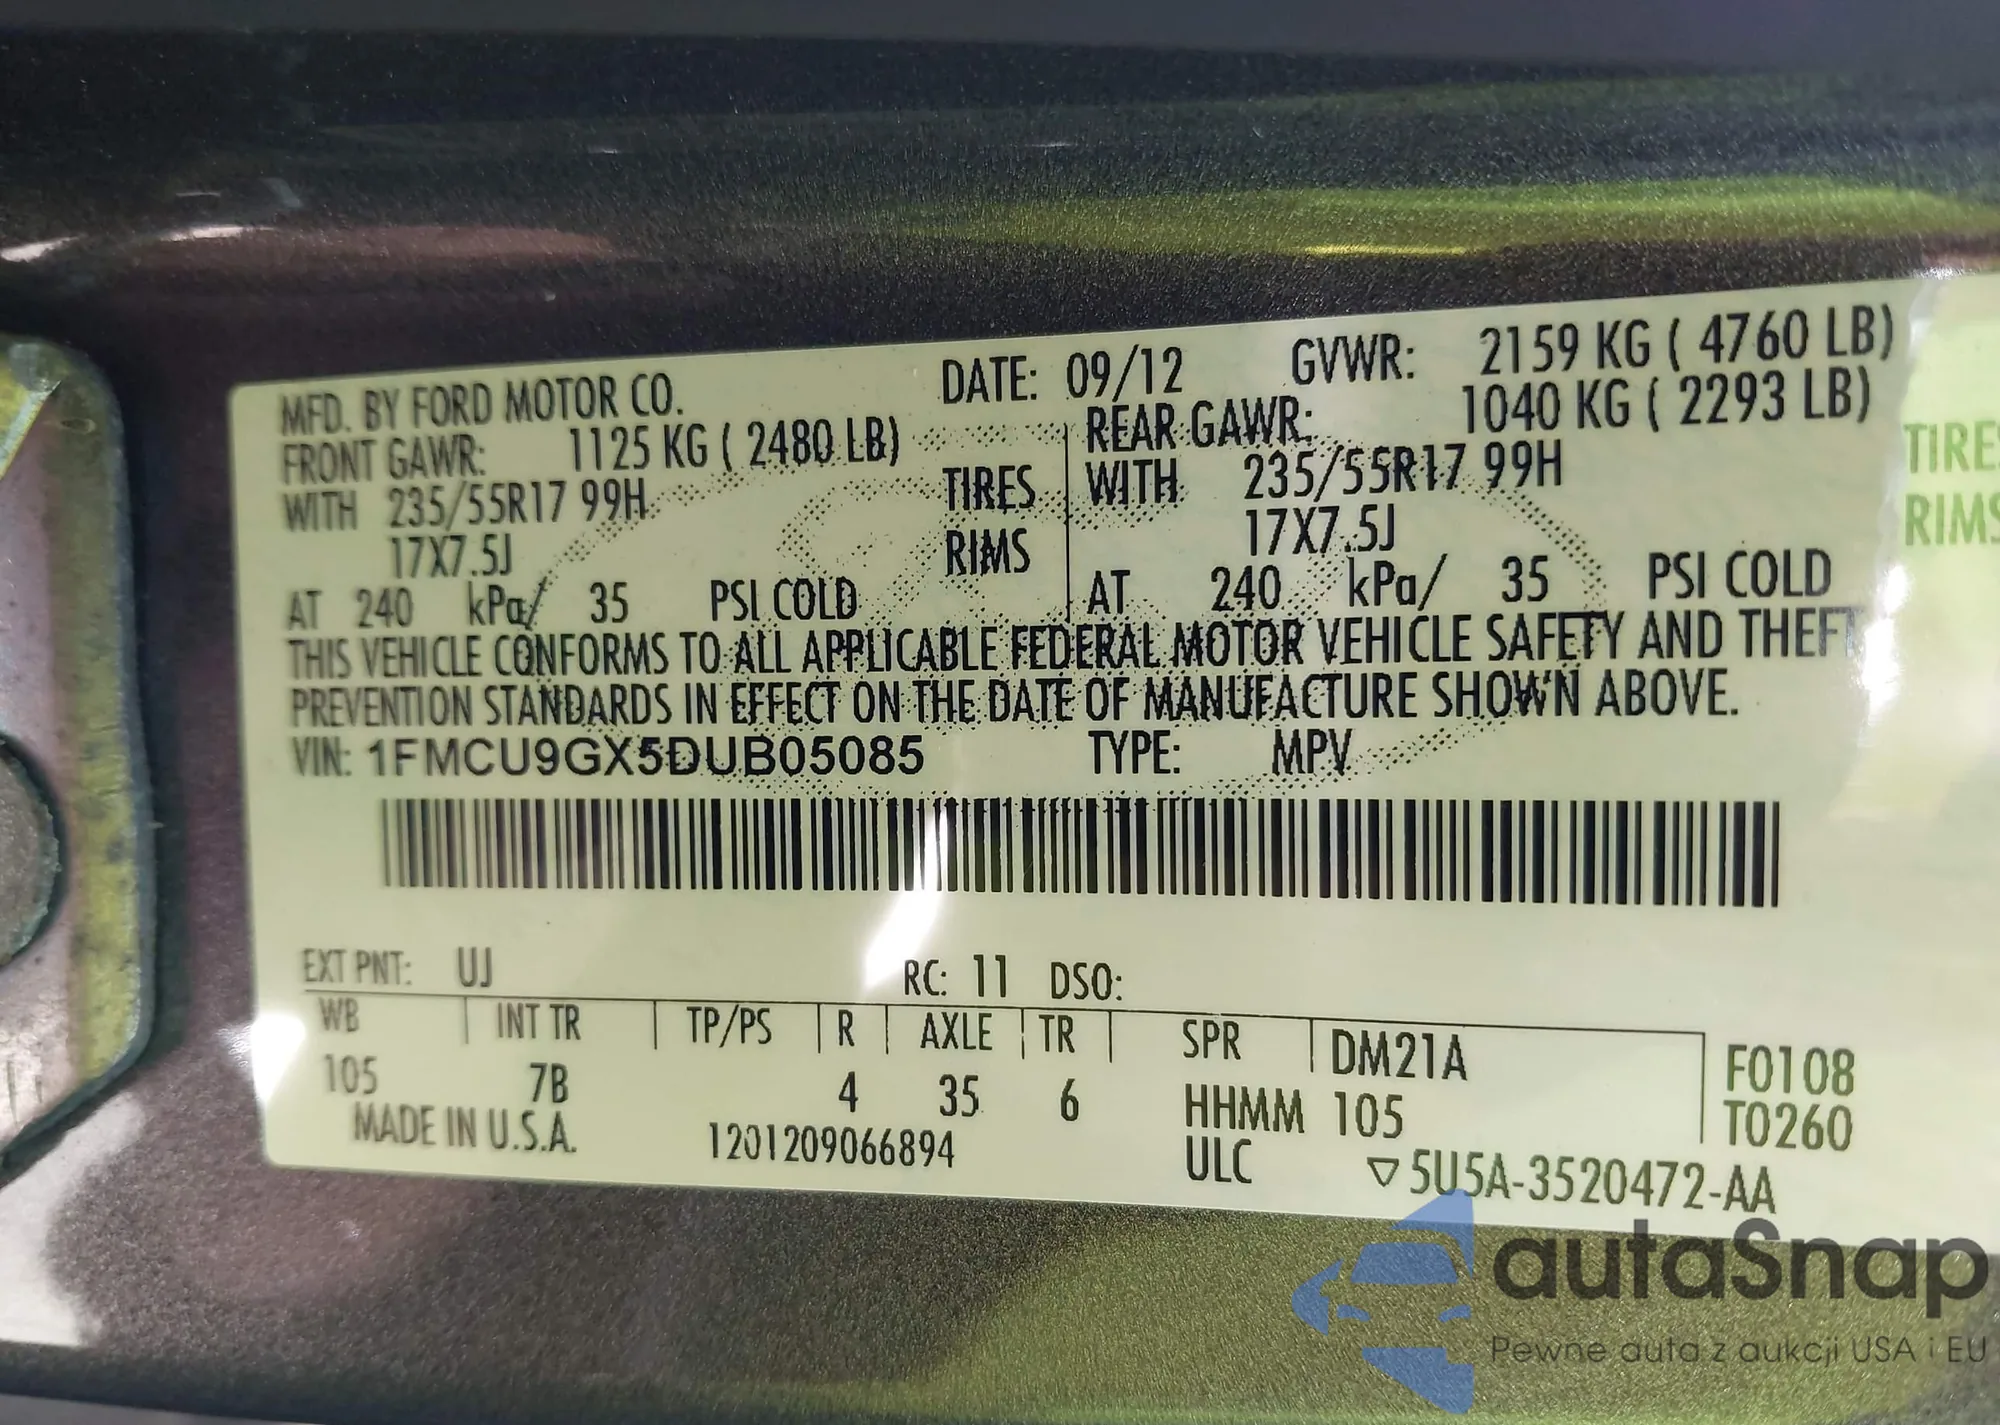 MFD. BY FORD MOTOR CO. DATE: 09/12 GVWR: 2159 KG ( 4760 LB)
FRONT GAWR: 1125 KG ( 2480 LB) REAR GAWR: 1040 KG ( 2293 LB)
WITH 235/55R17 99H TIRES WITH 235/55R17 99H TIRES
17X7.5J RIMS 17X7.5J RIMS
AT 240 kPa/ 35 PSI COLD AT 240 kPa/ 35 PSI COLD
THIS VEHICLE CONFORMS TO ALL APPLICABLE FEDERAL MOTOR VEHICLE SAFETY AND THEFT
PREVENTION STANDARDS IN EFFECT ON THE DATE OF MANUFACTURE SHOWN ABOVE.
VIN: 1FMCU9GX5DUB05085 TYPE: MPV
EXT PNT: UJ RC: 11 DSO:
WB INT TR TP/PS R AXLE TR SPR DM21A F0108
105 7B 4 35 6 HHMM 105 T0260
MADE IN U.S.A. 1201209066894 ULC ▽5U5A-3520472-AA
autaSnap
Pewne auta z aukcji USA i EU